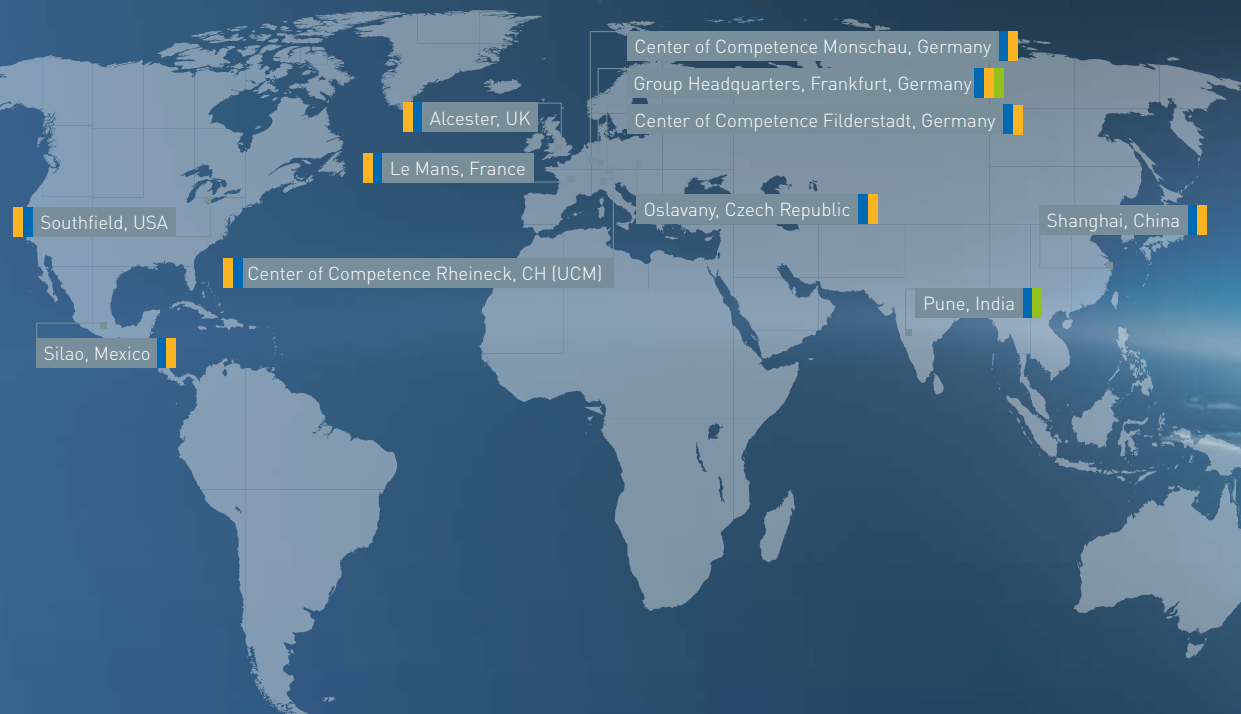 Center of Competence Monschau, Germany
Group Headquarters, Frankfurt, Germany
Alcester, UK
Center of Competence Filderstadt, Germany
Le Mans, France
Oslavany, Czech Republic
Southfield, USA
Shanghai, China
Center of Competence Rheineck, CH (UCM)
Pune, India
Silao, Mexico